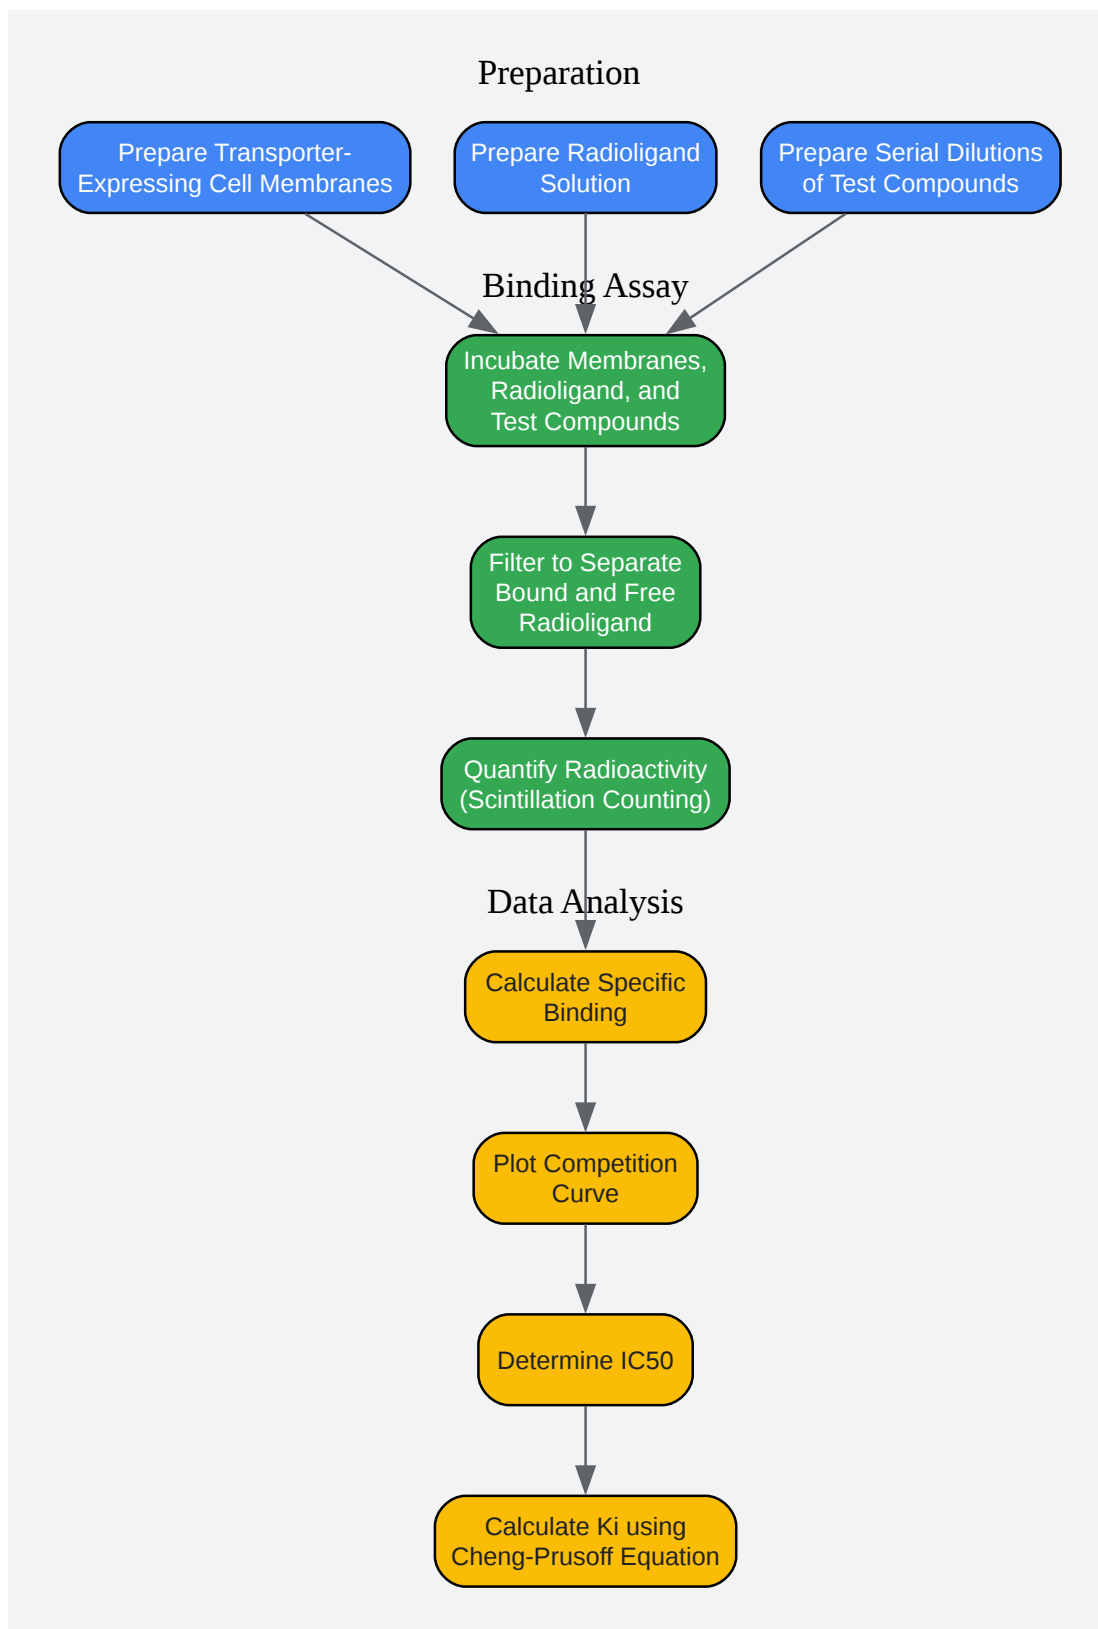 Preparation
Prepare Transporter-
Expressing Cell Membranes
Prepare Radioligand
Solution
Prepare Serial Dilutions
of Test Compounds
Binding Assay
Incubate Membranes,
Radioligand, and
Test Compounds
Filter to Separate
Bound and Free
Radioligand
Quantify Radioactivity
(Scintillation Counting)
Data Analysis
Calculate Specific
Binding
Plot Competition
Curve
Determine IC50
Calculate Ki using
Cheng-Prusoff Equation